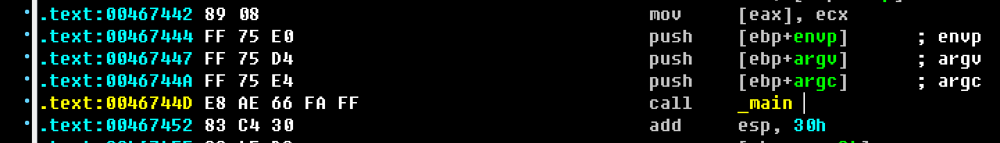 .text:00467442 89 08 mov [eax], ecx
.text:00467444 FF 75 E0 push [ebp+envp] ; envp
.text:00467447 FF 75 D4 push [ebp+argv] ; argv
.text:0046744A FF 75 E4 push [ebp+argc] ; argc
.text:0046744D E8 AE 66 FA FF call _main
.text:00467452 83 C4 30 add esp, 30h